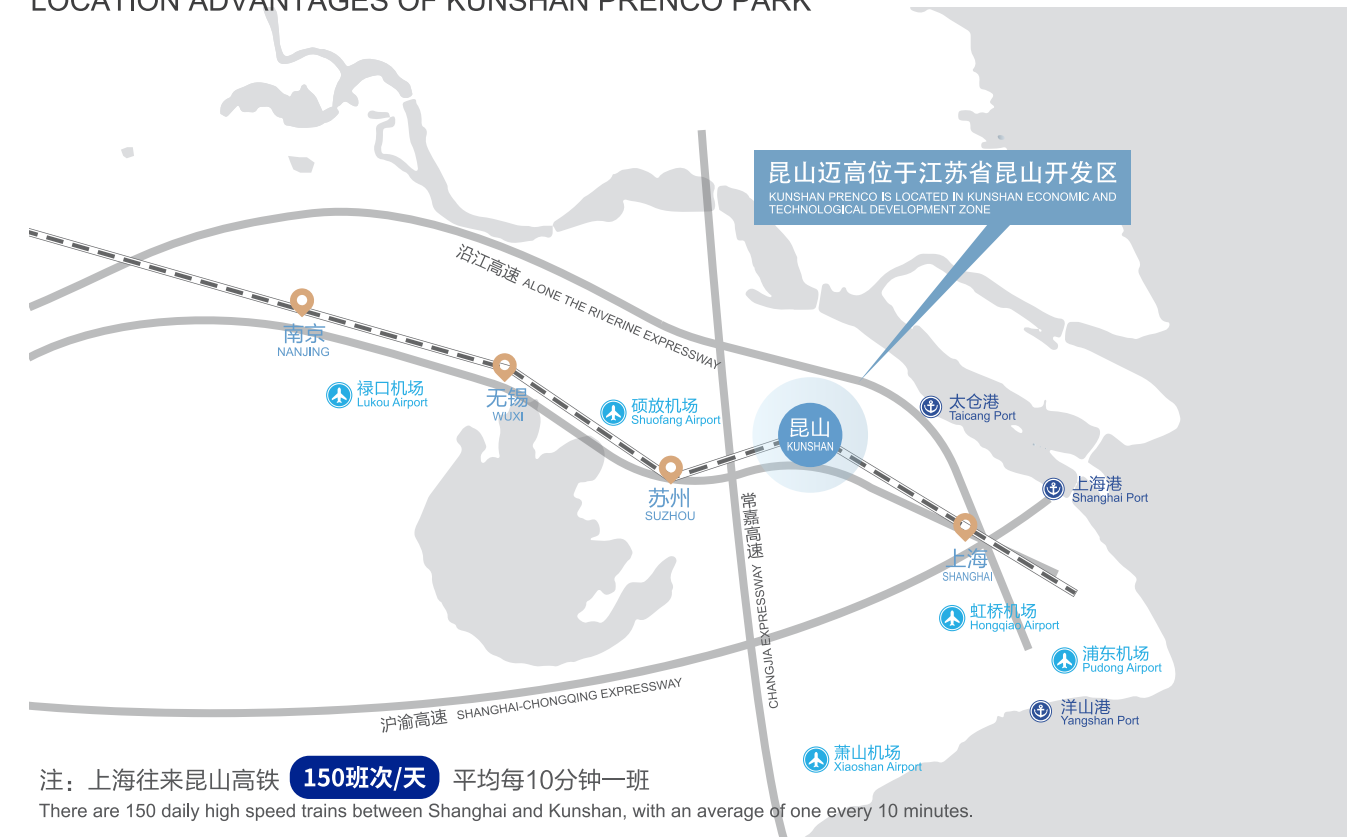 LOCATION ADVANTAGES OF KUNSHAN PRENCO PARK
昆山迈高位于江苏省昆山开发区
KUNSHAN PRENCO IS LOCATED IN KUNSHAN ECONOMIC AND
TECHNOLOGICAL DEVELOPMENT ZONE
沿江高速 ALONE THE RIVERINE EXPRESSWAY
南京
NANJING
禄口机场
Lukou Airport
无锡
WUXI
硕放机场
Shuofang Airport
昆山
KUNSHAN
太仓港
Taicang Port
苏州
SUZHOU
上海港
Shanghai Port
常嘉高速 CHANGJIA EXPRESSWAY
上海
SHANGHAI
虹桥机场
Hongqiao Airport
浦东机场
Pudong Airport
沪渝高速 SHANGHAI-CHONGQING EXPRESSWAY
洋山港
Yangshan Port
萧山机场
Xiaoshan Airport
注：上海往来昆山高铁 150班次/天 平均每10分钟一班
There are 150 daily high speed trains between Shanghai and Kunshan, with an average of one every 10 minutes.